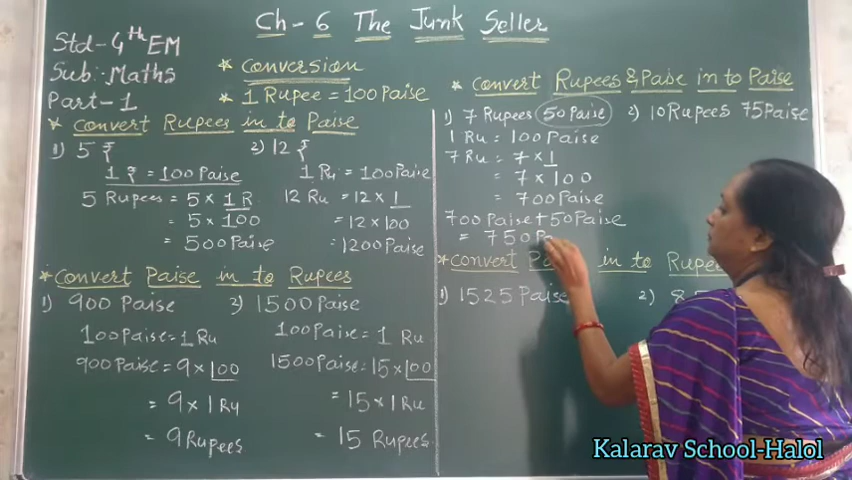 Ch-6 The Junk Seller
Std-4th EM
Sub:-Maths
Part-1
* Conversion
* 1 Rupee = 100 Paise
* Convert Rupees in to Paise
1) 5 ₹
1 ₹ = 100 Paise
5 Rupees = 5 × 1 R
= 5 × 100
= 500 Paise
2) 12 ₹
1 Ru = 100 Paise
12 Ru = 12 × 1
= 12 × 100
= 1200 Paise
* Convert Paise in to Rupees
1) 900 Paise
100 Paise = 1 Ru
900 Paise = 9 × 100
= 9 × 1 Ru
= 9 Rupees
2) 1500 Paise
100 Paise = 1 Ru
1500 Paise = 15 × 100
= 15 × 1 Ru
= 15 Rupees
* Convert Rupees & Paise in to Paise
1) 7 Rupees 50 Paise
1 Ru = 100 Paise
7 Ru = 7 × 1
= 7 × 100
= 700 Paise
700 Paise + 50 Paise
= 750 Pa
2) 10 Rupees 75 Paise
* Convert in to Rupee
1) 1525 Paise
2) 8
Kalarav School-Halol